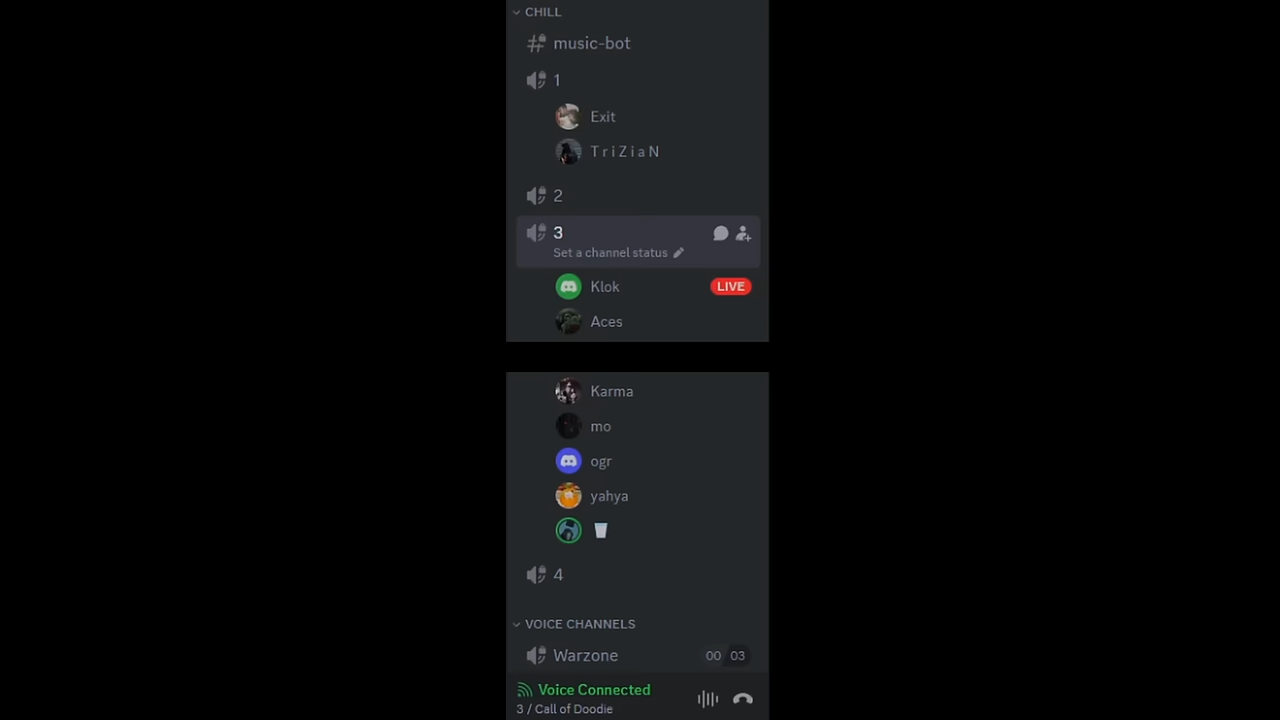 CHILL
music-bot
1
Exit
T r i Z i a N
2
3
Set a channel status
Klok LIVE
Aces
Karma
mo
ogr
yahya
4
VOICE CHANNELS
Warzone 00 03
Voice Connected
3 / Call of Doodie